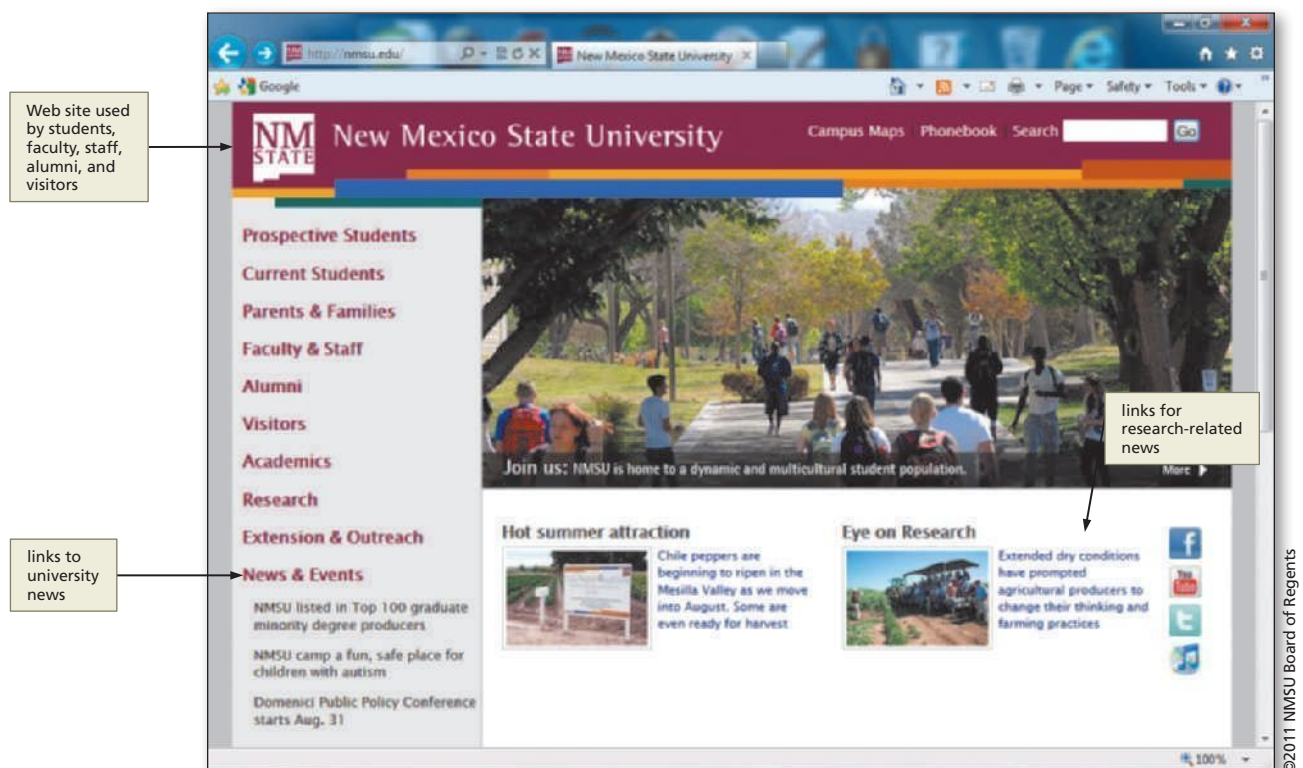 http://nmsu.edu/
New Mexico State University
Google
Page
Safety
Tools
Web site used
by students,
faculty, staff,
alumni, and
visitors
NM
STATE
New Mexico State University
Campus Maps
Phonebook
Search
Go
Prospective Students
Current Students
Parents & Families
Faculty & Staff
Alumni
Visitors
Academics
Research
Extension & Outreach
links to
university
news
News & Events
NMSU listed in Top 100 graduate
minority degree producers
NMSU camp a fun, safe place for
children with autism
Domenici Public Policy Conference
starts Aug. 31
links for
research-related
news
Join us: NMSU is home to a dynamic and multicultural student population.
More
Hot summer attraction
Chile peppers are
beginning to ripen in the
Mesilla Valley as we move
into August. Some are
even ready for harvest
Eye on Research
Extended dry conditions
have prompted
agricultural producers to
change their thinking and
farming practices
f
You
Tube
t
100%
©2011 NMSU Board of Regents